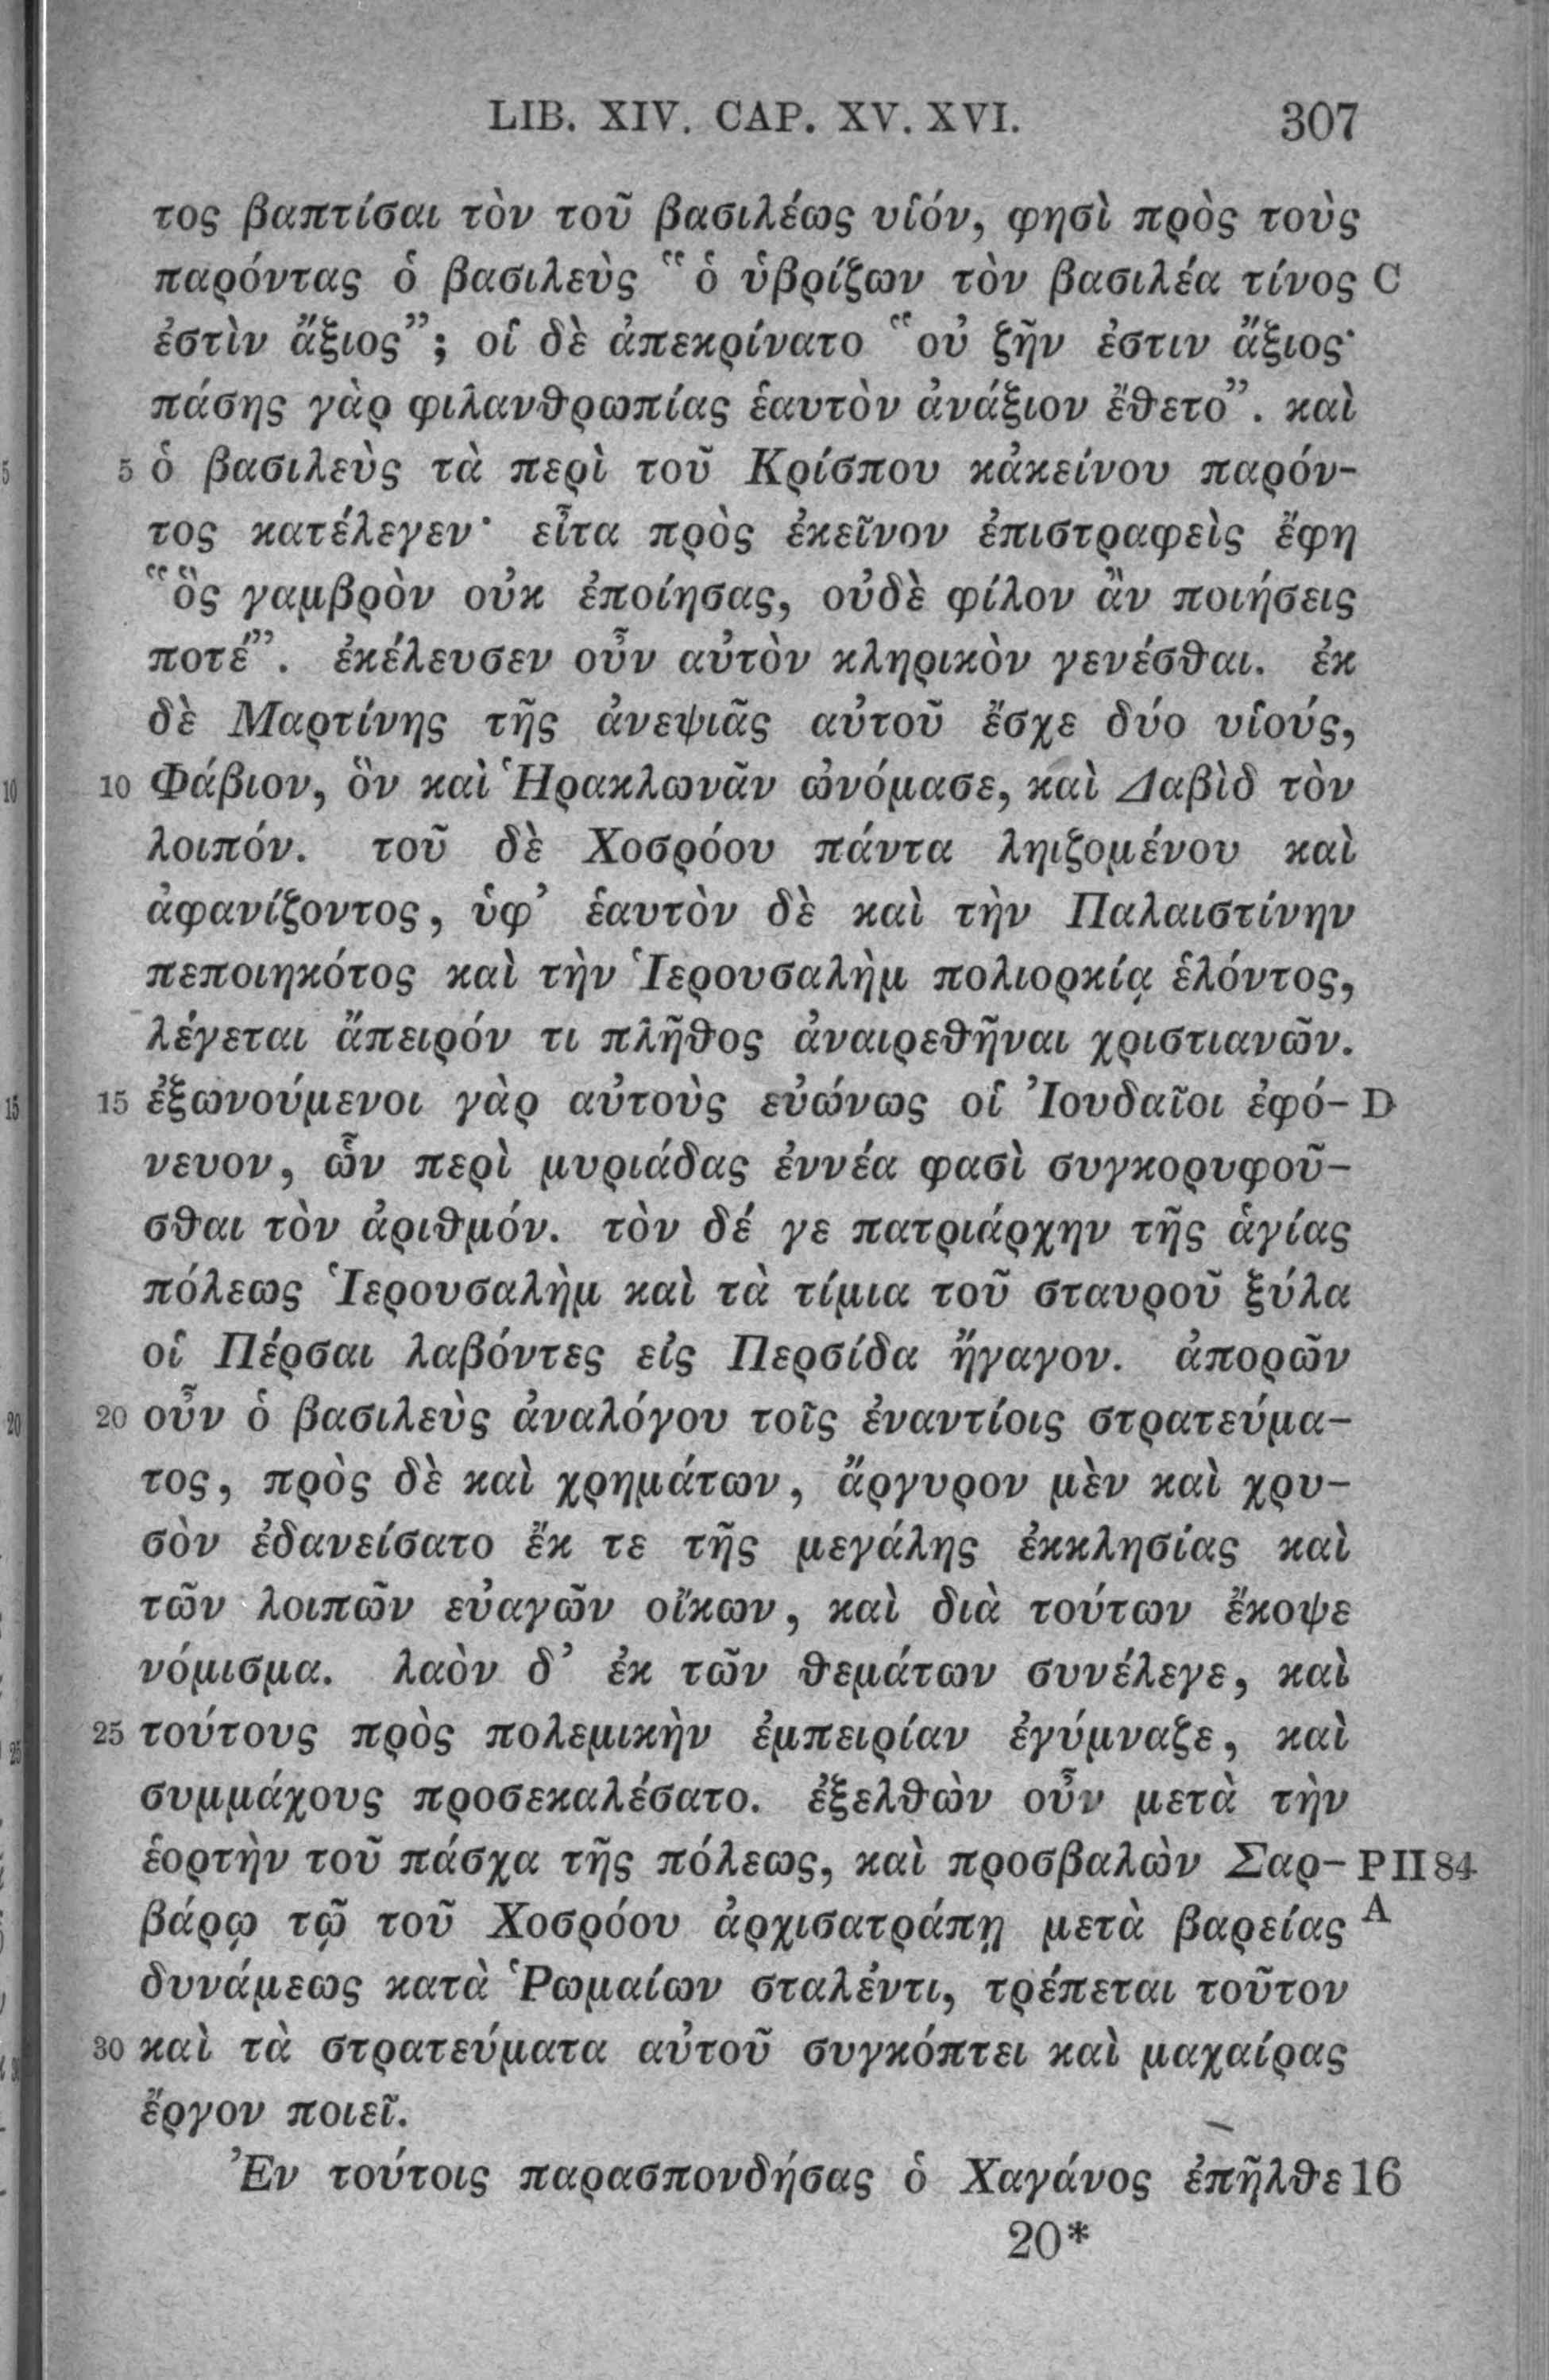 LIB. XIV. CAP. XV. XVI. 307
τος βαπτίσαι τὸν τοῦ βασιλέως υἱόν, φησὶ πρὸς τοὺς
παρόντας ὁ βασιλεὺς “ὁ ὑβρίζων τὸν βασιλέα τίνος C
ἐστὶν ἄξιος”; οἱ δὲ ἀπεκρίνατο “οὐ ζῆν ἐστιν ἄξιος·
πάσης γὰρ φιλανθρωπίας ἑαυτὸν ἀνάξιον ἔθετο”. καὶ
5 ὁ βασιλεὺς τὰ περὶ τοῦ Κρίσπου κἀκείνου παρόν-
τος κατέλεγεν· εἶτα πρὸς ἐκεῖνον ἐπιστραφεὶς ἔφη
“ὃς γαμβρὸν οὐκ ἐποίησας, οὐδὲ φίλον ἂν ποιήσεις
ποτέ”. ἐκέλευσεν οὖν αὐτὸν κληρικὸν γενέσθαι. ἐκ
δὲ Μαρτίνης τῆς ἀνεψιᾶς αὐτοῦ ἔσχε δύο υἱούς,
10 Φάβιον, ὃν καὶ Ἡρακλωνᾶν ὠνόμασε, καὶ Δαβὶδ τὸν
λοιπόν. τοῦ δὲ Χοσρόου πάντα ληιζομένου καὶ
ἀφανίζοντος, ὑφ’ ἑαυτὸν δὲ καὶ τὴν Παλαιστίνην
πεποιηκότος καὶ τὴν Ἱερουσαλὴμ πολιορκίᾳ ἑλόντος,
λέγεται ἄπειρόν τι πλῆθος ἀναιρεθῆναι χριστιανῶν.
15 ἐξωνούμενοι γὰρ αὐτοὺς εὐώνως οἱ Ἰουδαῖοι ἐφό- D
νευον, ὧν περὶ μυριάδας ἐννέα φασὶ συγκορυφοῦ-
σθαι τὸν ἀριθμόν. τὸν δέ γε πατριάρχην τῆς ἁγίας
πόλεως Ἱερουσαλὴμ καὶ τὰ τίμια τοῦ σταυροῦ ξύλα
οἱ Πέρσαι λαβόντες εἰς Περσίδα ἤγαγον. ἀπορῶν
20 οὖν ὁ βασιλεὺς ἀναλόγου τοῖς ἐναντίοις στρατεύμα-
τος, πρὸς δὲ καὶ χρημάτων, ἄργυρον μὲν καὶ χρυ-
σὸν ἐδανείσατο ἔκ τε τῆς μεγάλης ἐκκλησίας καὶ
τῶν λοιπῶν εὐαγῶν οἴκων, καὶ διὰ τούτων ἔκοψε
νόμισμα. λαὸν δ’ ἐκ τῶν θεμάτων συνέλεγε, καὶ
25 τούτους πρὸς πολεμικὴν ἐμπειρίαν ἐγύμναζε, καὶ
συμμάχους προσεκαλέσατο. ἐξελθὼν οὖν μετὰ τὴν
ἑορτὴν τοῦ πάσχα τῆς πόλεως, καὶ προσβαλὼν Σαρ- P II 84
βάρῳ τῷ τοῦ Χοσρόου ἀρχισατράπῃ μετὰ βαρείας A
δυνάμεως κατὰ Ῥωμαίων σταλέντι, τρέπεται τοῦτον
30 καὶ τὰ στρατεύματα αὐτοῦ συγκόπτει καὶ μαχαίρας
ἔργον ποιεῖ.
Ἐν τούτοις παρασπονδήσας ὁ Χαγάνος ἐπῆλθε 16
20*